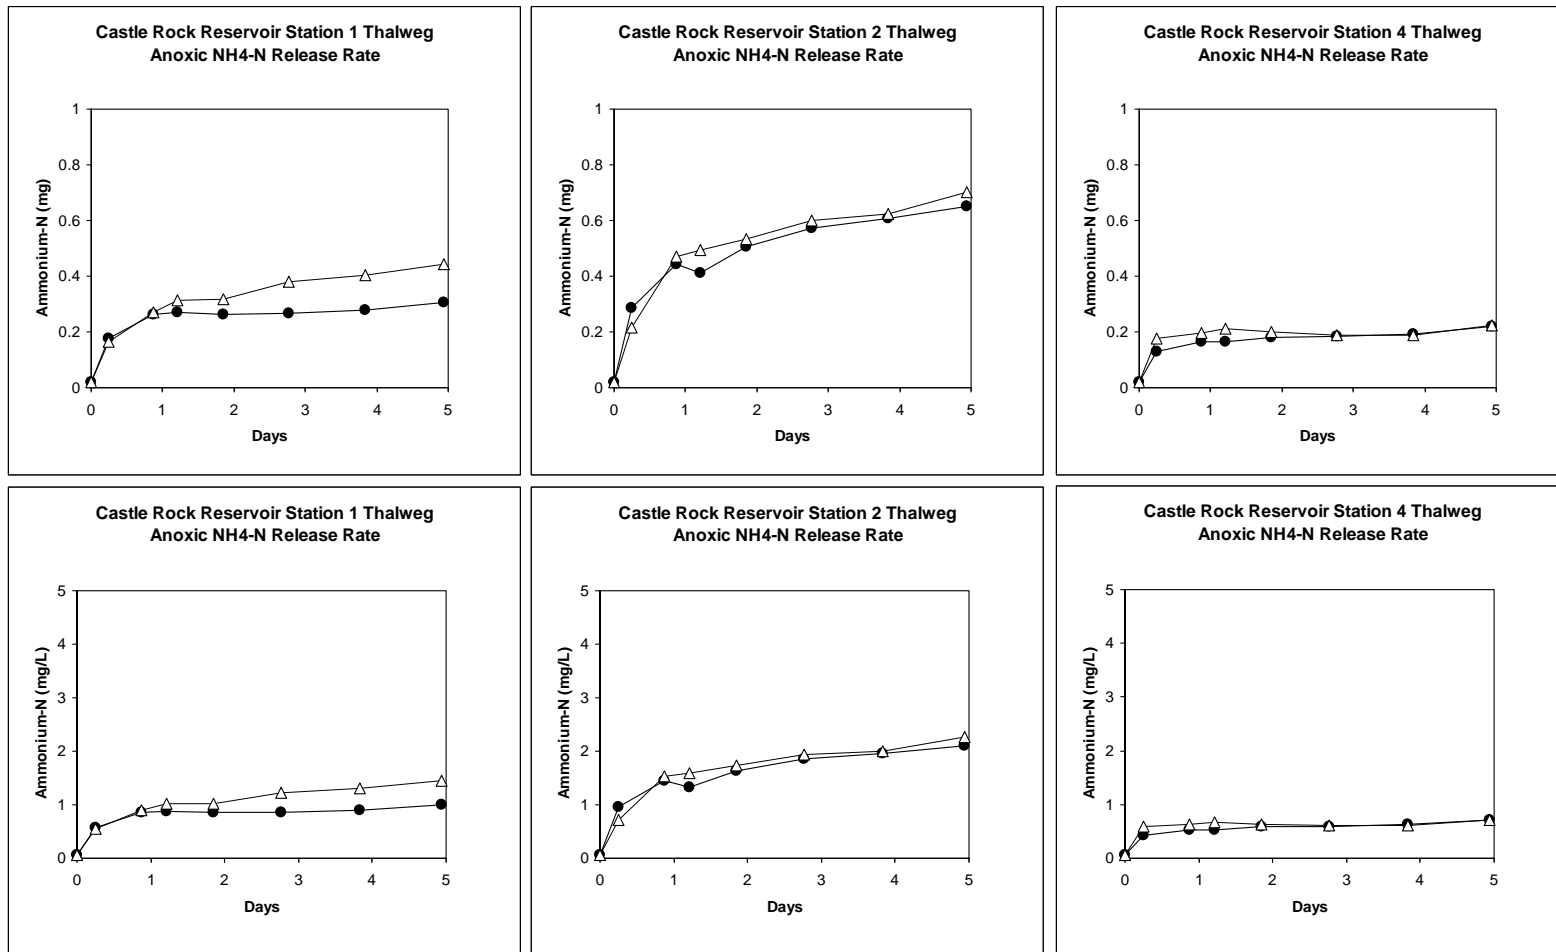 Castle Rock Reservoir Station 1 Thalweg
Anoxic NH4-N Release Rate
1
0.8
0.6
0.4
0.2
0
Ammonium-N (mg)
0 1 2 3 4 5
Days
Castle Rock Reservoir Station 2 Thalweg
Anoxic NH4-N Release Rate
1
0.8
0.6
0.4
0.2
0
Ammonium-N (mg)
0 1 2 3 4 5
Days
Castle Rock Reservoir Station 4 Thalweg
Anoxic NH4-N Release Rate
1
0.8
0.6
0.4
0.2
0
Ammonium-N (mg)
0 1 2 3 4 5
Days
Castle Rock Reservoir Station 1 Thalweg
Anoxic NH4-N Release Rate
5
4
3
2
1
0
Ammonium-N (mg/L)
0 1 2 3 4 5
Days
Castle Rock Reservoir Station 2 Thalweg
Anoxic NH4-N Release Rate
5
4
3
2
1
0
Ammonium-N (mg/L)
0 1 2 3 4 5
Days
Castle Rock Reservoir Station 4 Thalweg
Anoxic NH4-N Release Rate
5
4
3
2
1
0
Ammonium-N (mg/L)
0 1 2 3 4 5
Days